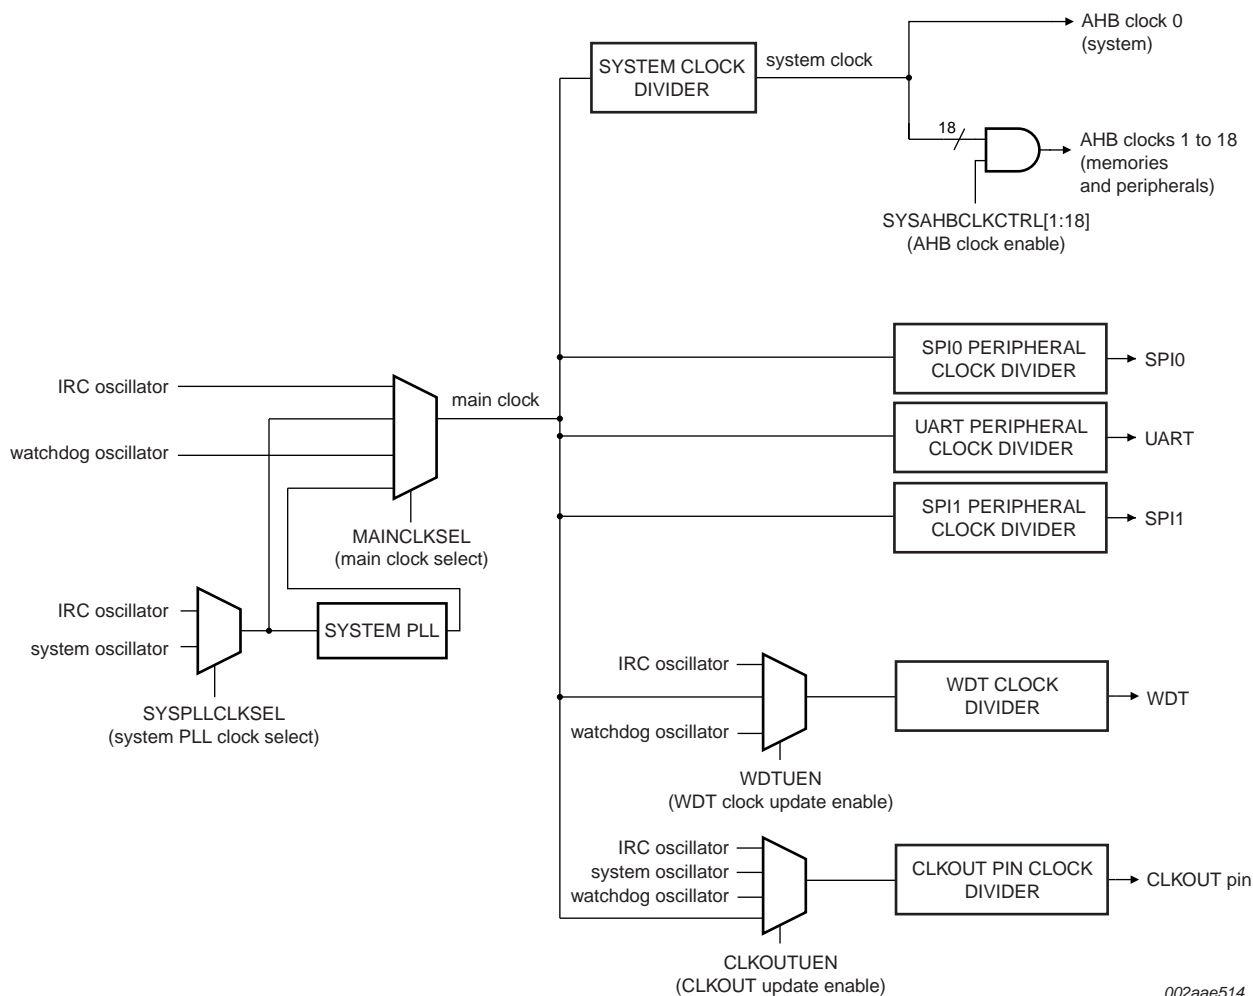 AHB clock 0
(system)
SYSTEM CLOCK
DIVIDER
system clock
18
AHB clocks 1 to 18
(memories
and peripherals)
SYSAHBCLKCTRL[1:18]
(AHB clock enable)
SPI0 PERIPHERAL
CLOCK DIVIDER
SPI0
IRC oscillator
main clock
UART PERIPHERAL
CLOCK DIVIDER
UART
watchdog oscillator
SPI1 PERIPHERAL
CLOCK DIVIDER
SPI1
MAINCLKSEL
(main clock select)
IRC oscillator
system oscillator
SYSTEM PLL
SYSPLLCLKSEL
(system PLL clock select)
IRC oscillator
watchdog oscillator
WDT CLOCK
DIVIDER
WDT
WDTUEN
(WDT clock update enable)
IRC oscillator
system oscillator
watchdog oscillator
CLKOUT PIN CLOCK
DIVIDER
CLKOUT pin
CLKOUTUEN
(CLKOUT update enable)
002aae514